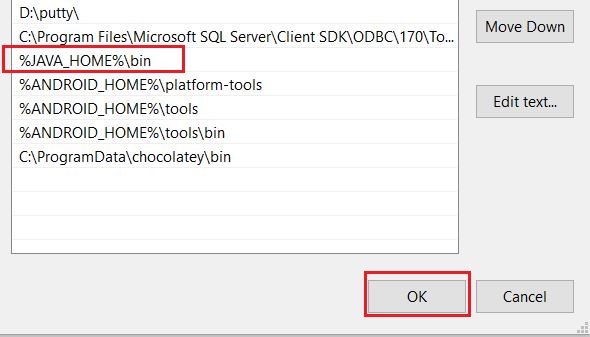 D:\putty\
C:\Program Files\Microsoft SQL Server\Client SDK\ODBC\170\To...
%JAVA_HOME%\bin
%ANDROID_HOME%\platform-tools
%ANDROID_HOME%\tools
%ANDROID_HOME%\tools\bin
C:\ProgramData\chocolatey\bin
Move Down
Edit text...
OK
Cancel